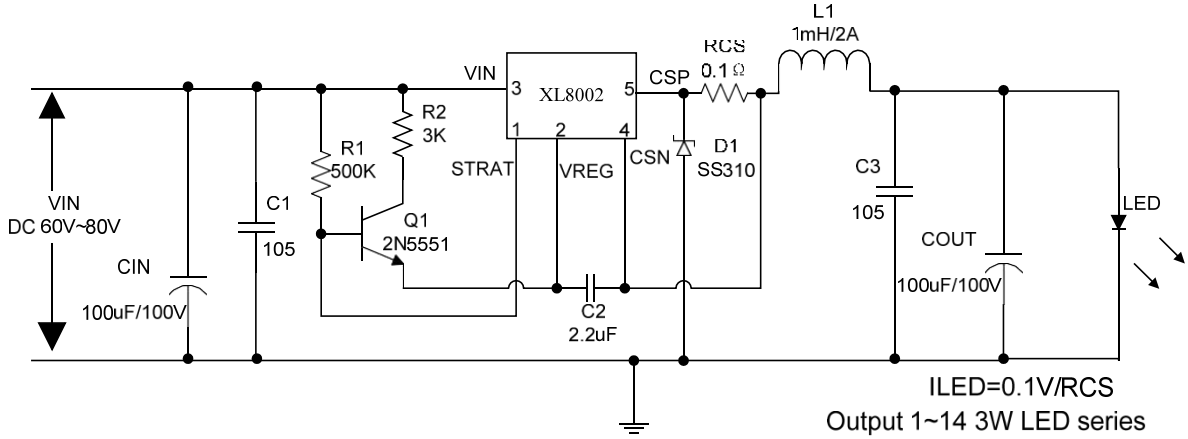 L1
1mH/2A
RCS
0.1 Ω
VIN
3
XL8002
5
CSP
1
2
4
R2
3K
R1
500K
STRAT
VREG
CSN
D1
SS310
C3
105
VIN
DC 60V~80V
C1
105
Q1
2N5551
LED
COUT
100uF/100V
CIN
100uF/100V
C2
2.2uF
ILED=0.1V/RCS
Output 1~14 3W LED series